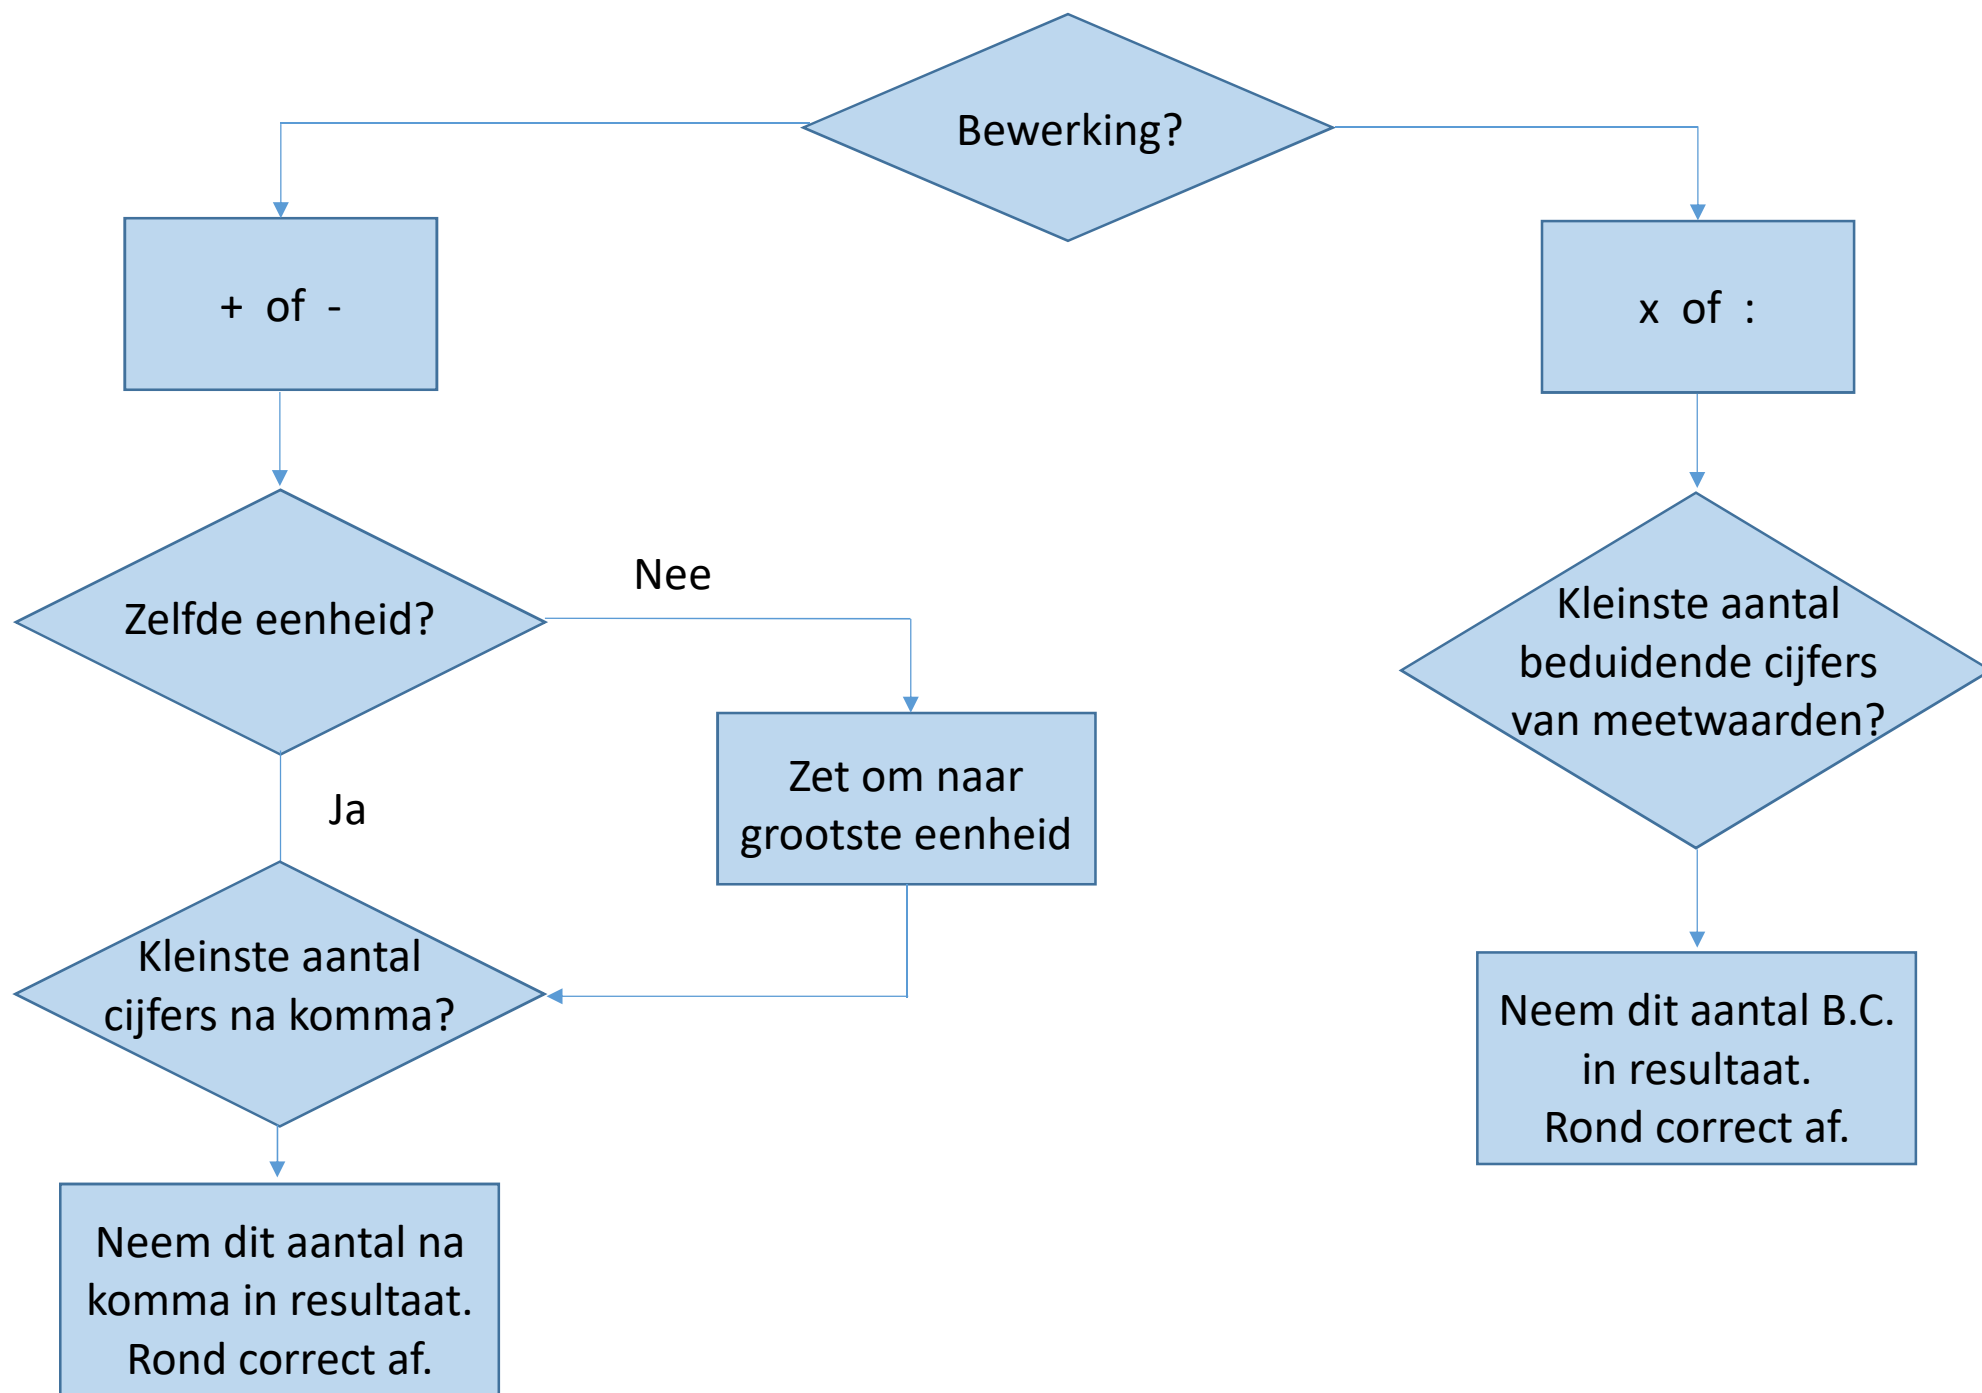 Bewerking?
+ of -
x of :
Zelfde eenheid?
Nee
Ja
Zet om naar
grootste eenheid
Kleinste aantal
cijfers na komma?
Neem dit aantal na
komma in resultaat.
Rond correct af.
Kleinste aantal
beduidende cijfers
van meetwaarden?
Neem dit aantal B.C.
in resultaat.
Rond correct af.